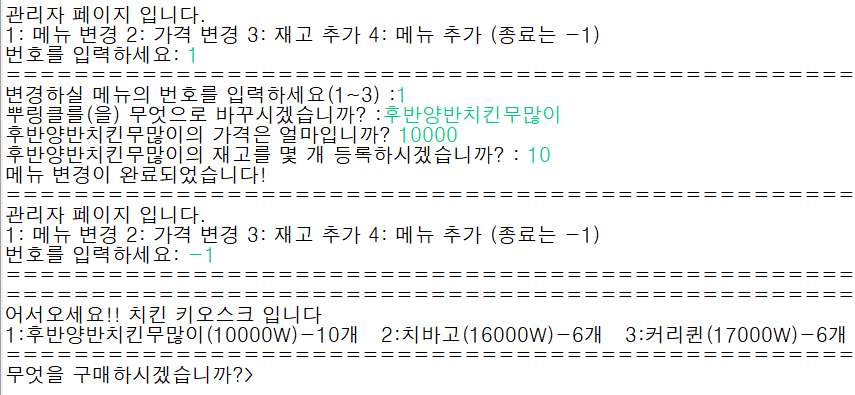 관리자 페이지 입니다.
1: 메뉴 변경 2: 가격 변경 3: 재고 추가 4: 메뉴 추가 (종료는 -1)
번호를 입력하세요: 1
=====================================================
변경하실 메뉴의 번호를 입력하세요(1~3) :1
뿌링클를(을) 무엇으로 바꾸시겠습니까? :후반양반치킨무많이
후반양반치킨무많이의 가격은 얼마입니까? 10000
후반양반치킨무많이의 재고를 몇 개 등록하시겠습니까? : 10
메뉴 변경이 완료되었습니다!
=====================================================
관리자 페이지 입니다.
1: 메뉴 변경 2: 가격 변경 3: 재고 추가 4: 메뉴 추가 (종료는 -1)
번호를 입력하세요: -1
=====================================================
=====================================================
어서오세요!! 치킨 키오스크 입니다
1:후반양반치킨무많이(10000W)-10개  2:치바고(16000W)-6개  3:커리퀸(17000W)-6개
=====================================================
무엇을 구매하시겠습니까?>